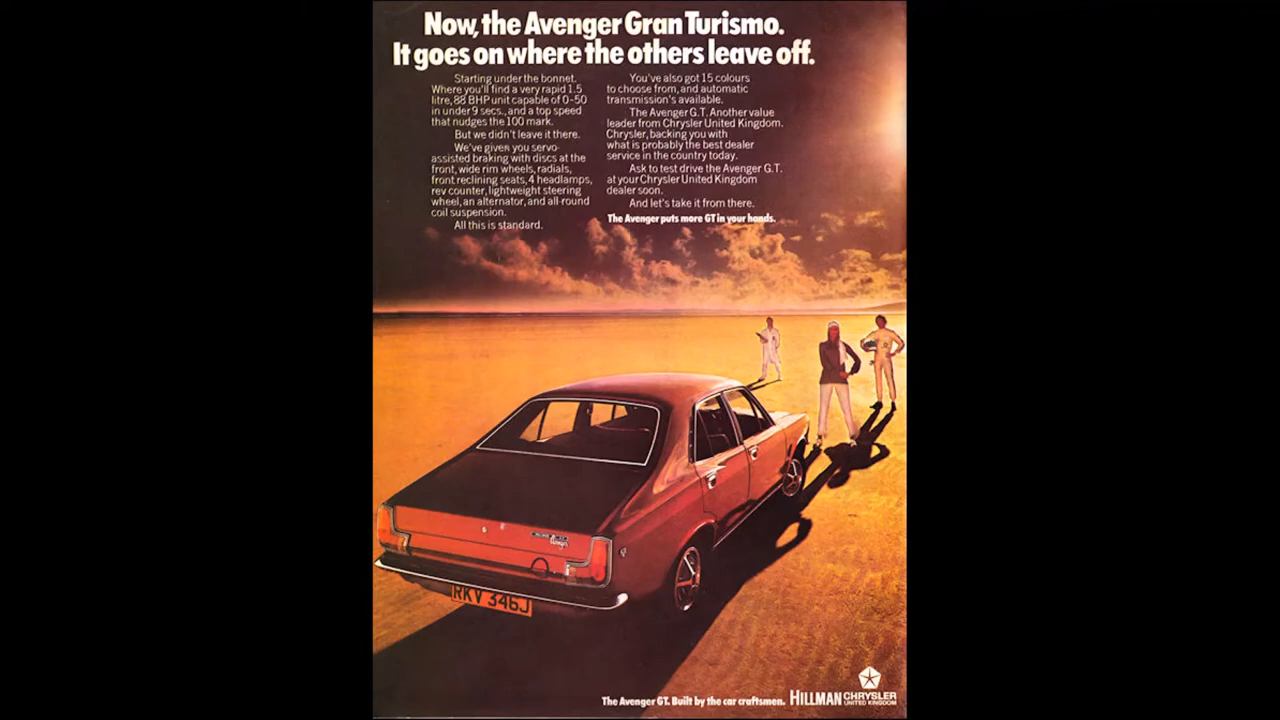 Now, the Avenger Gran Turismo.
It goes on where the others leave off.
Starting under the bonnet.
Where you'll find a very rapid 1.5
litre, 88 BHP unit capable of 0-50
in under 9 secs., and a top speed
that nudges the 100 mark.
But we didn't leave it there.
We've given you servo-
assisted braking with discs at the
front, wide rim wheels, radials,
front reclining seats, 4 headlamps,
rev counter, lightweight steering
wheel, an alternator, and all-round
coil suspension.
All this is standard.
You've also got 15 colours
to choose from, and automatic
transmission's available.
The Avenger G.T. Another value
leader from Chrysler United Kingdom.
Chrysler, backing you with
what is probably the best dealer
service in the country today.
Ask to test drive the Avenger G.T.
at your Chrysler United Kingdom
dealer soon.
And let's take it from there.
The Avenger puts more GT in your hands.
Avenger
RKV 346J
The Avenger GT. Built by the car craftsmen. HILLMAN CHRYSLER
UNITED KINGDOM